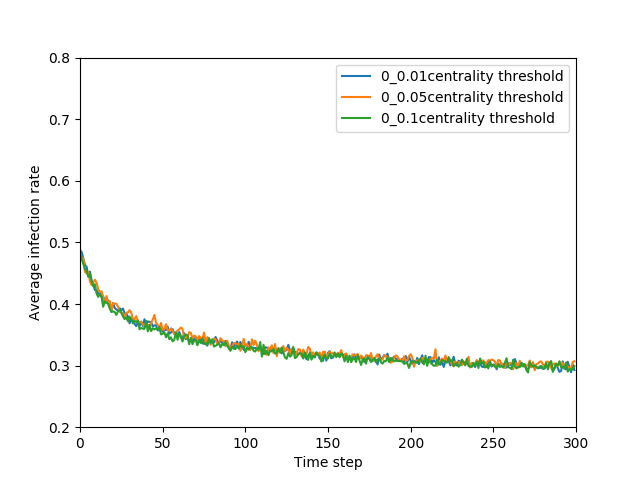 0_0.01centrality threshold
0_0.05centrality threshold
0_0.1centrality threshold
Average infection rate
0.8
0.7
0.6
0.5
0.4
0.3
0.2
0 50 100 150 200 250 300
Time step